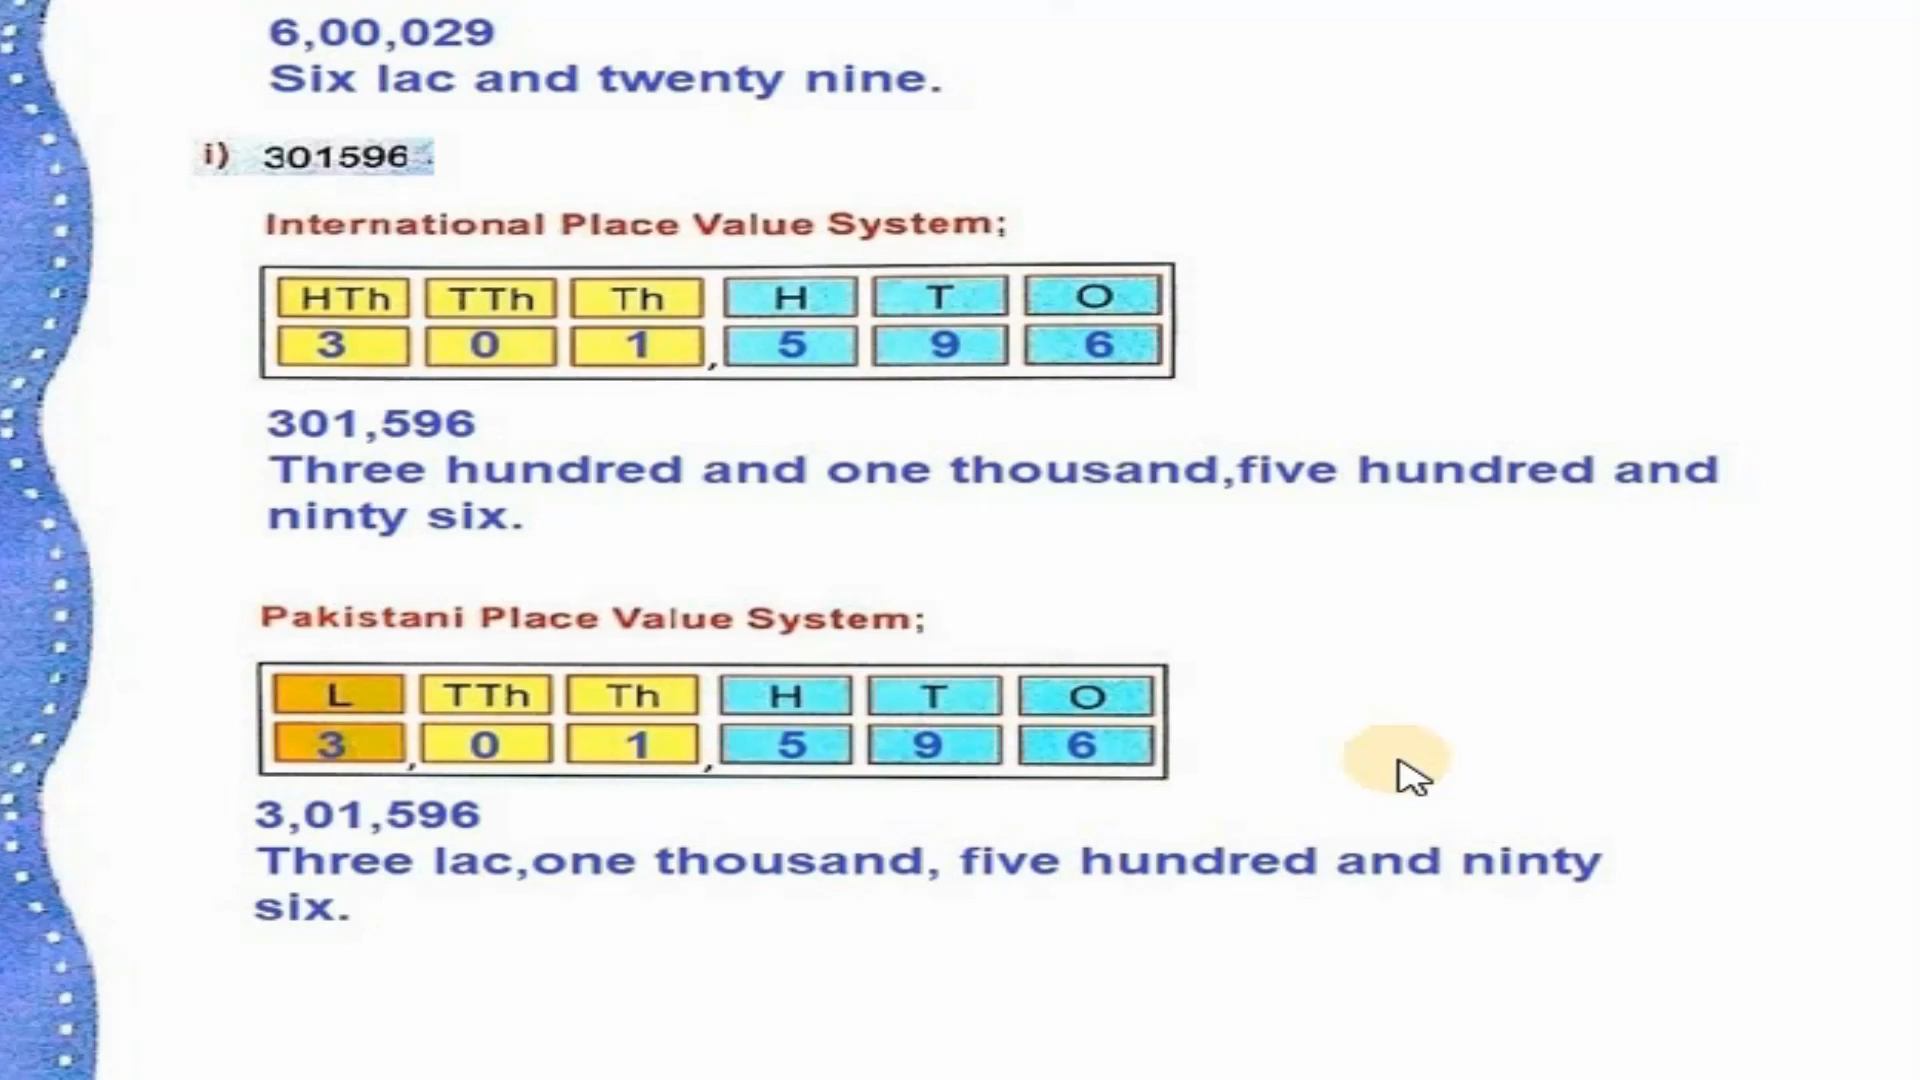 6,00,029
Six lac and twenty nine.
i) 301596
International Place Value System;
HTh TTh Th H T O
3 0 1 , 5 9 6
301,596
Three hundred and one thousand,five hundred and
ninty six.
Pakistani Place Value System;
L TTh Th H T O
3 , 0 1 , 5 9 6
3,01,596
Three lac,one thousand, five hundred and ninty
six.